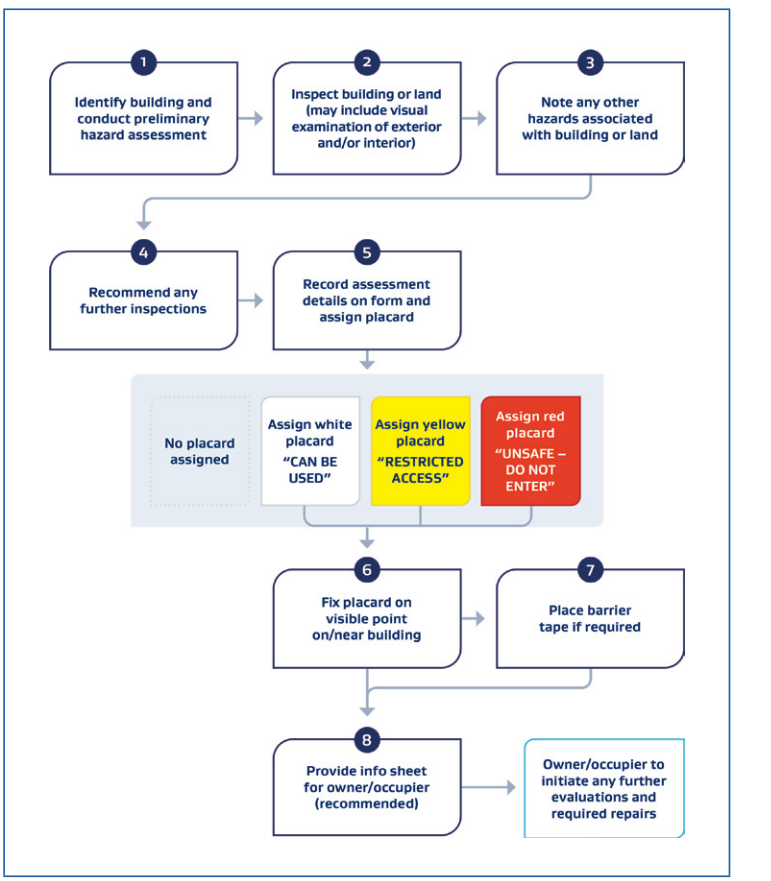 1
Identify building and
conduct preliminary
hazard assessment
2
Inspect building or land
(may include visual
examination of exterior
and/or interior)
3
Note any other
hazards associated
with building or land
4
Recommend any
further inspections
5
Record assessment
details on form and
assign placard
No placard
assigned
Assign white
placard
“CAN BE
USED”
Assign yellow
placard
“RESTRICTED
ACCESS”
Assign red
placard
“UNSAFE –
DO NOT
ENTER”
6
Fix placard on
visible point
on/near building
7
Place barrier
tape if required
8
Provide info sheet
for owner/occupier
(recommended)
Owner/occupier to
initiate any further
evaluations and
required repairs